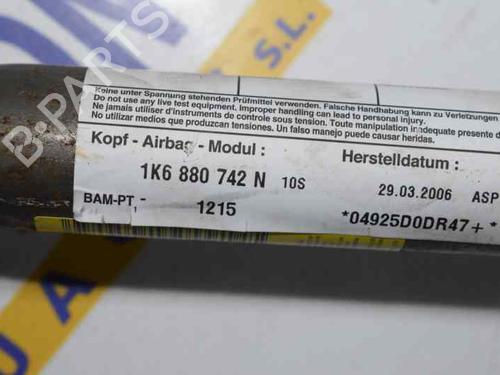 B-PARTS
S.L.
Keine unter Spannung stehenden Prüfmittel verwenden. Falsche Handhabung kann zu Verletzungen
Do not use any live test equipment. Improper handling can lead to personal injury.
Ne jamais utiliser d'instruments de controle sous tension. Toute manipulation inadequate présente d
No utilizar medios que producan tensiones. Un falso manejo puede causar heridas.
Kopf - Airbag - Modul :
Herstelldatum :
1K6 880 742 N 10S
29.03.2006 ASP
BAM-PT1-
1215
*04925D0DR47+*